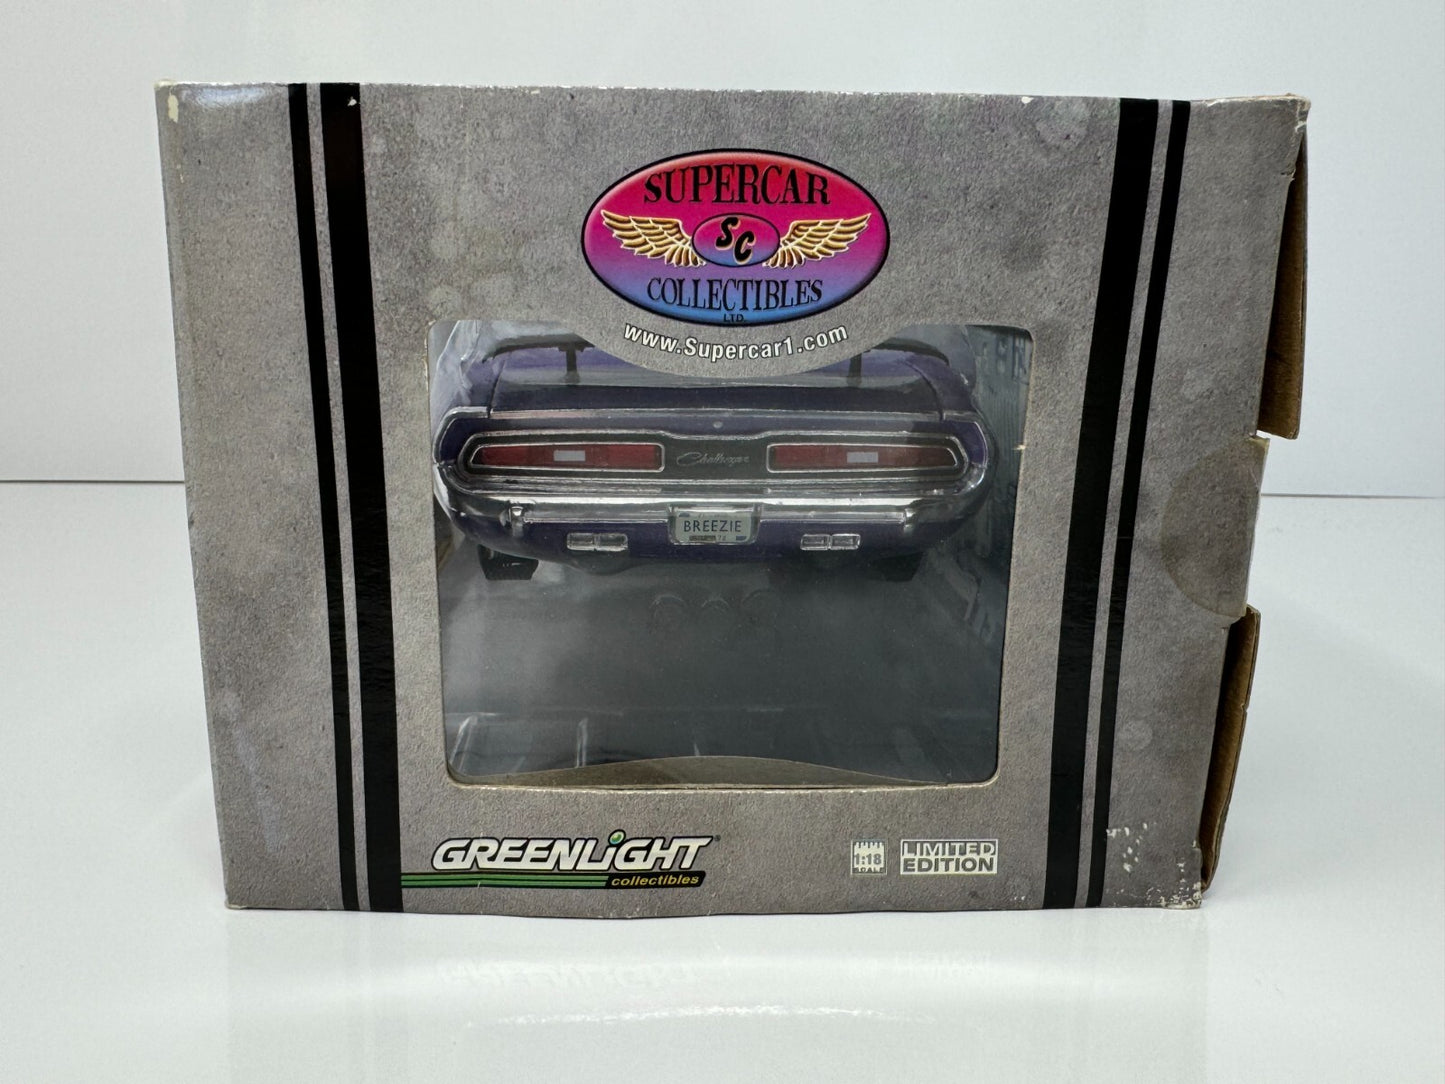 SUPERCAR
SC
COLLECTIBLES
LTD.
www.Supercar1.com
Challenger
BREEZIE
GREENLiGHT®
collectibles
1:18
SCALE
LIMITED
EDITION